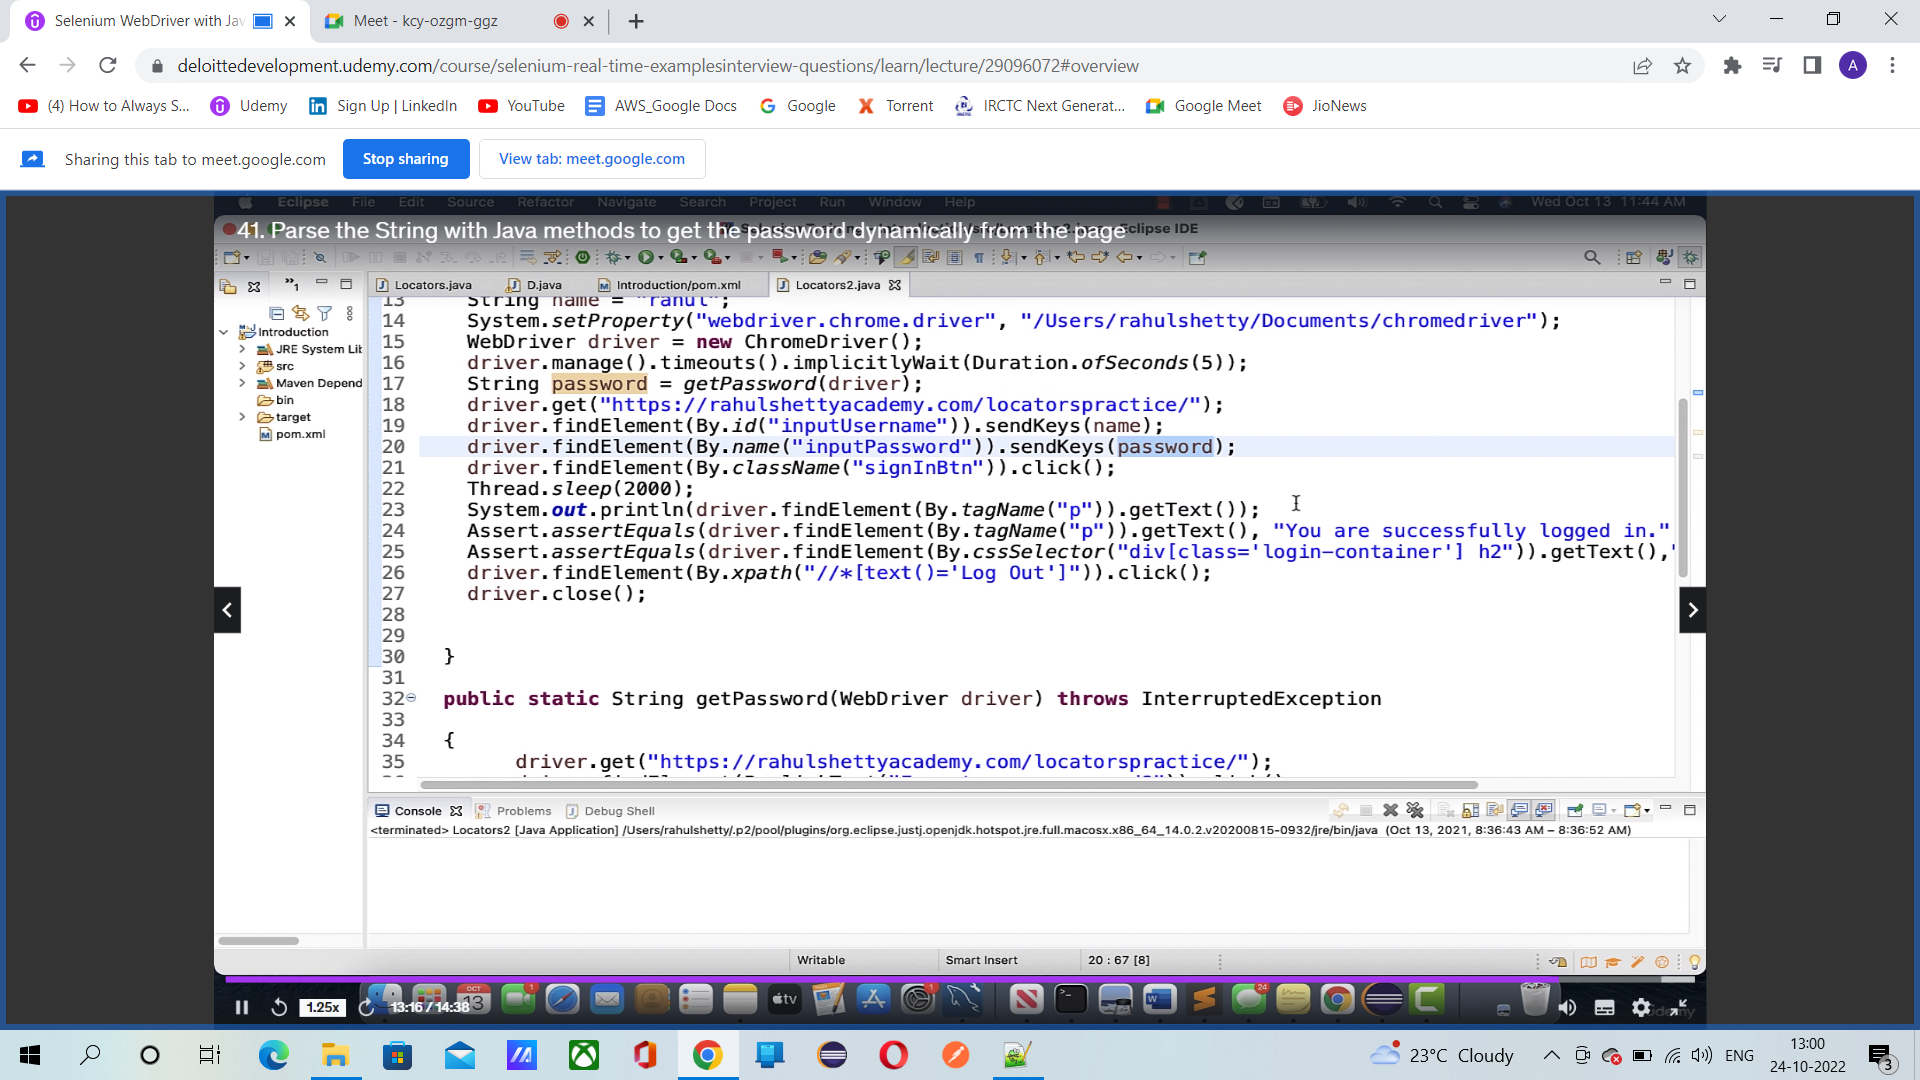 Selenium WebDriver with Jav
Meet - kcy-ozgm-ggz
deloittedevelopment.udemy.com/course/selenium-real-time-examplesinterview-questions/learn/lecture/29096072#overview
A
(4) How to Always S...
Udemy
Sign Up | LinkedIn
YouTube
AWS_Google Docs
Google
Torrent
IRCTC Next Generat...
Google Meet
JioNews
Sharing this tab to meet.google.com
Stop sharing
View tab: meet.google.com
Eclipse File Edit Source Refactor Navigate Search Project Run Window Help
Wed Oct 13 11:44 AM
41. Parse the String with Java methods to get the password dynamically from the page
Eclipse IDE
Locators.java
D.java
Introduction/pom.xml
Locators2.java
Introduction
JRE System Lib
src
Maven Depend
bin
target
pom.xml
13 String name = "rahul";
14 System.setProperty("webdriver.chrome.driver", "/Users/rahulshetty/Documents/chromedriver");
15 WebDriver driver = new ChromeDriver();
16 driver.manage().timeouts().implicitlyWait(Duration.ofSeconds(5));
17 String password = getPassword(driver);
18 driver.get("https://rahulshettyacademy.com/locatorspractice/");
19 driver.findElement(By.id("inputUsername")).sendKeys(name);
20 driver.findElement(By.name("inputPassword")).sendKeys(password);
21 driver.findElement(By.className("signInBtn")).click();
22 Thread.sleep(2000);
23 System.out.println(driver.findElement(By.tagName("p")).getText());
24 Assert.assertEquals(driver.findElement(By.tagName("p")).getText(), "You are successfully logged in."
25 Assert.assertEquals(driver.findElement(By.cssSelector("div[class='login-container'] h2")).getText(),"
26 driver.findElement(By.xpath("//*[text()='Log Out']")).click();
27 driver.close();
28
29
30 }
31
32 public static String getPassword(WebDriver driver) throws InterruptedException
33
34 {
35 driver.get("https://rahulshettyacademy.com/locatorspractice/");
Console
Problems
Debug Shell
<terminated> Locators2 [Java Application] /Users/rahulshetty/.p2/pool/plugins/org.eclipse.justj.openjdk.hotspot.jre.full.macosx.x86_64_14.0.2.v20200815-0932/jre/bin/java (Oct 13, 2021, 8:36:43 AM – 8:36:52 AM)
Writable
Smart Insert
20 : 67 [8]
1.25x
13:16 / 14:38
OCT
13
tv
24
23°C Cloudy
ENG
13:00
24-10-2022
3